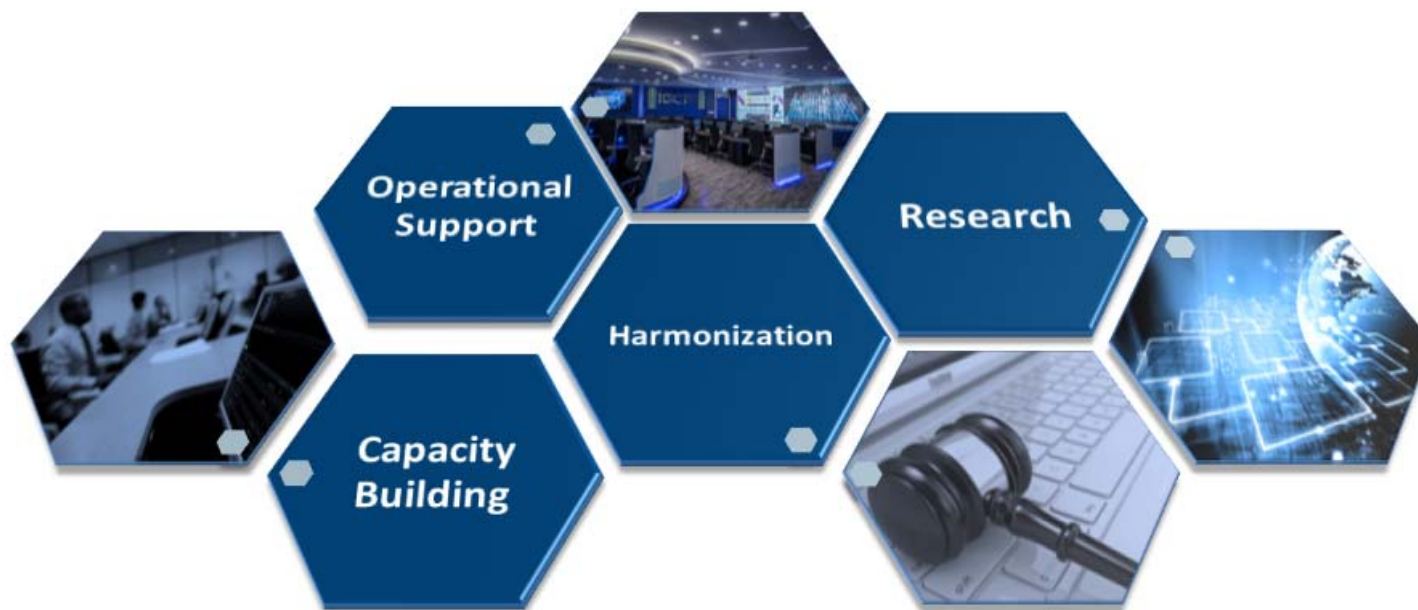 Operational
Support
Research
Harmonization
Capacity
Building